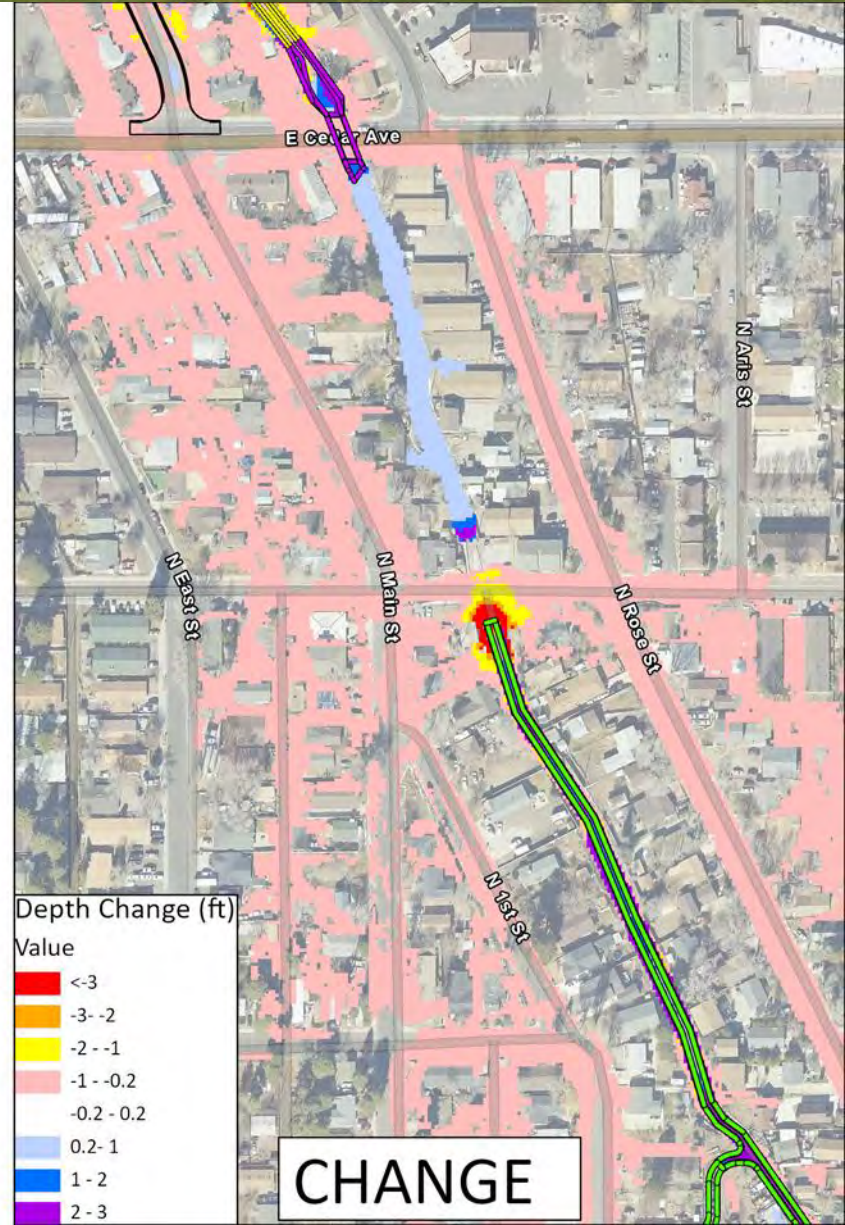 E Cedar Ave
N Aris St
N East St
N Main St
N Rose St
N 1st St
Depth Change (ft)
Value
<-3
-3- -2
-2 - -1
-1 - -0.2
-0.2 - 0.2
0.2- 1
1 - 2
2 - 3
CHANGE